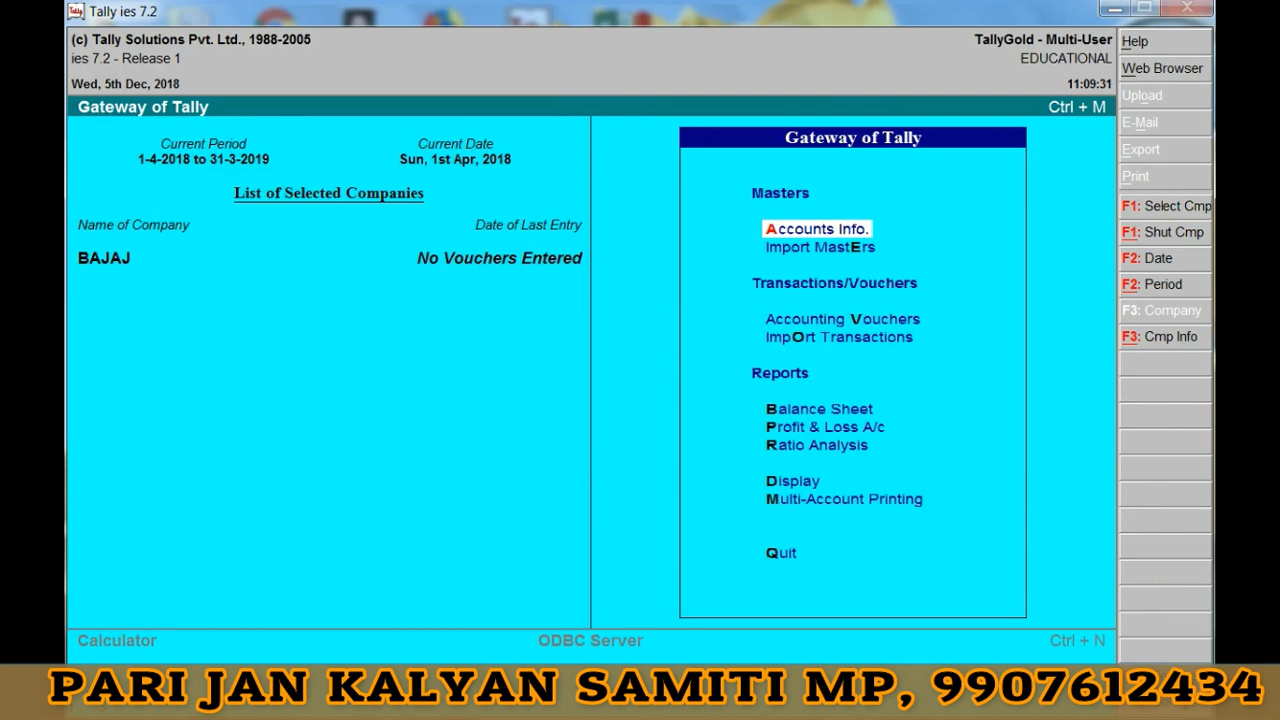 Tally ies 7.2
(c) Tally Solutions Pvt. Ltd., 1988-2005
TallyGold - Multi-User
ies 7.2 - Release 1
EDUCATIONAL
Wed, 5th Dec, 2018
11:09:31
Gateway of Tally
Ctrl + M
Current Period
Current Date
1-4-2018 to 31-3-2019
Sun, 1st Apr, 2018
List of Selected Companies
Name of Company
Date of Last Entry
BAJAJ
No Vouchers Entered
Gateway of Tally
Masters
Accounts Info.
Import MastErs
Transactions/Vouchers
Accounting Vouchers
ImpOrt Transactions
Reports
Balance Sheet
Profit & Loss A/c
Ratio Analysis
Display
Multi-Account Printing
Quit
Help
Web Browser
Upload
E-Mail
Export
Print
F1: Select Cmp
F1: Shut Cmp
F2: Date
F2: Period
F3: Company
F3: Cmp Info
Calculator
ODBC Server
Ctrl + N
PARI JAN KALYAN SAMITI MP, 9907612434